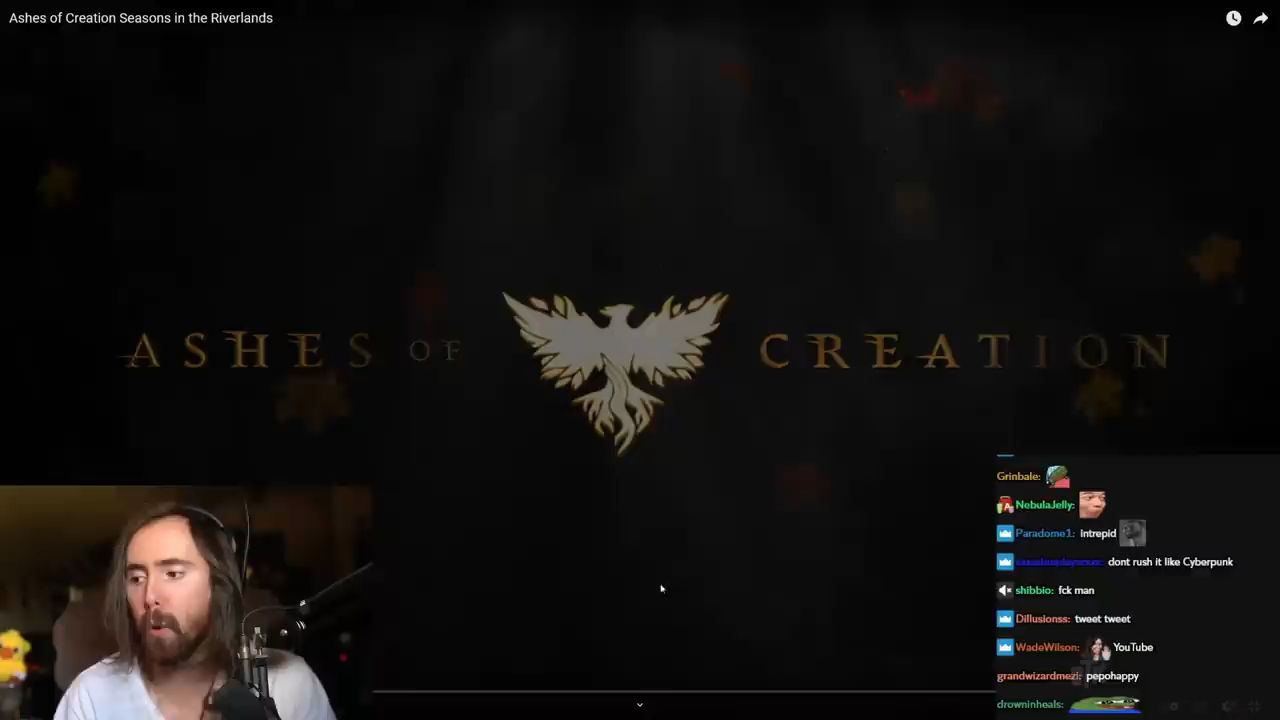 Ashes of Creation Seasons in the Riverlands
ASHES OF CREATION
Grinbale:
NebulaJelly:
Paradome1: intrepid
dont rush it like Cyberpunk
shibbio: fck man
Dillusionss: tweet tweet
WadeWilson: YouTube
grandwizardmezi: pepohappy
drowninheals: